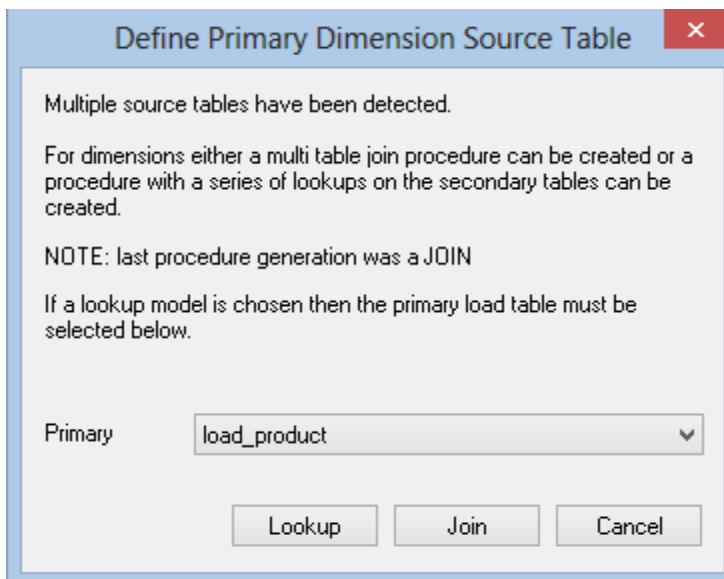 Define Primary Dimension Source Table
Multiple source tables have been detected.
For dimensions either a multi table join procedure can be created or a
procedure with a series of lookups on the secondary tables can be
created.
NOTE: last procedure generation was a JOIN
If a lookup model is chosen then the primary load table must be
selected below.
Primary load_product
Lookup Join Cancel